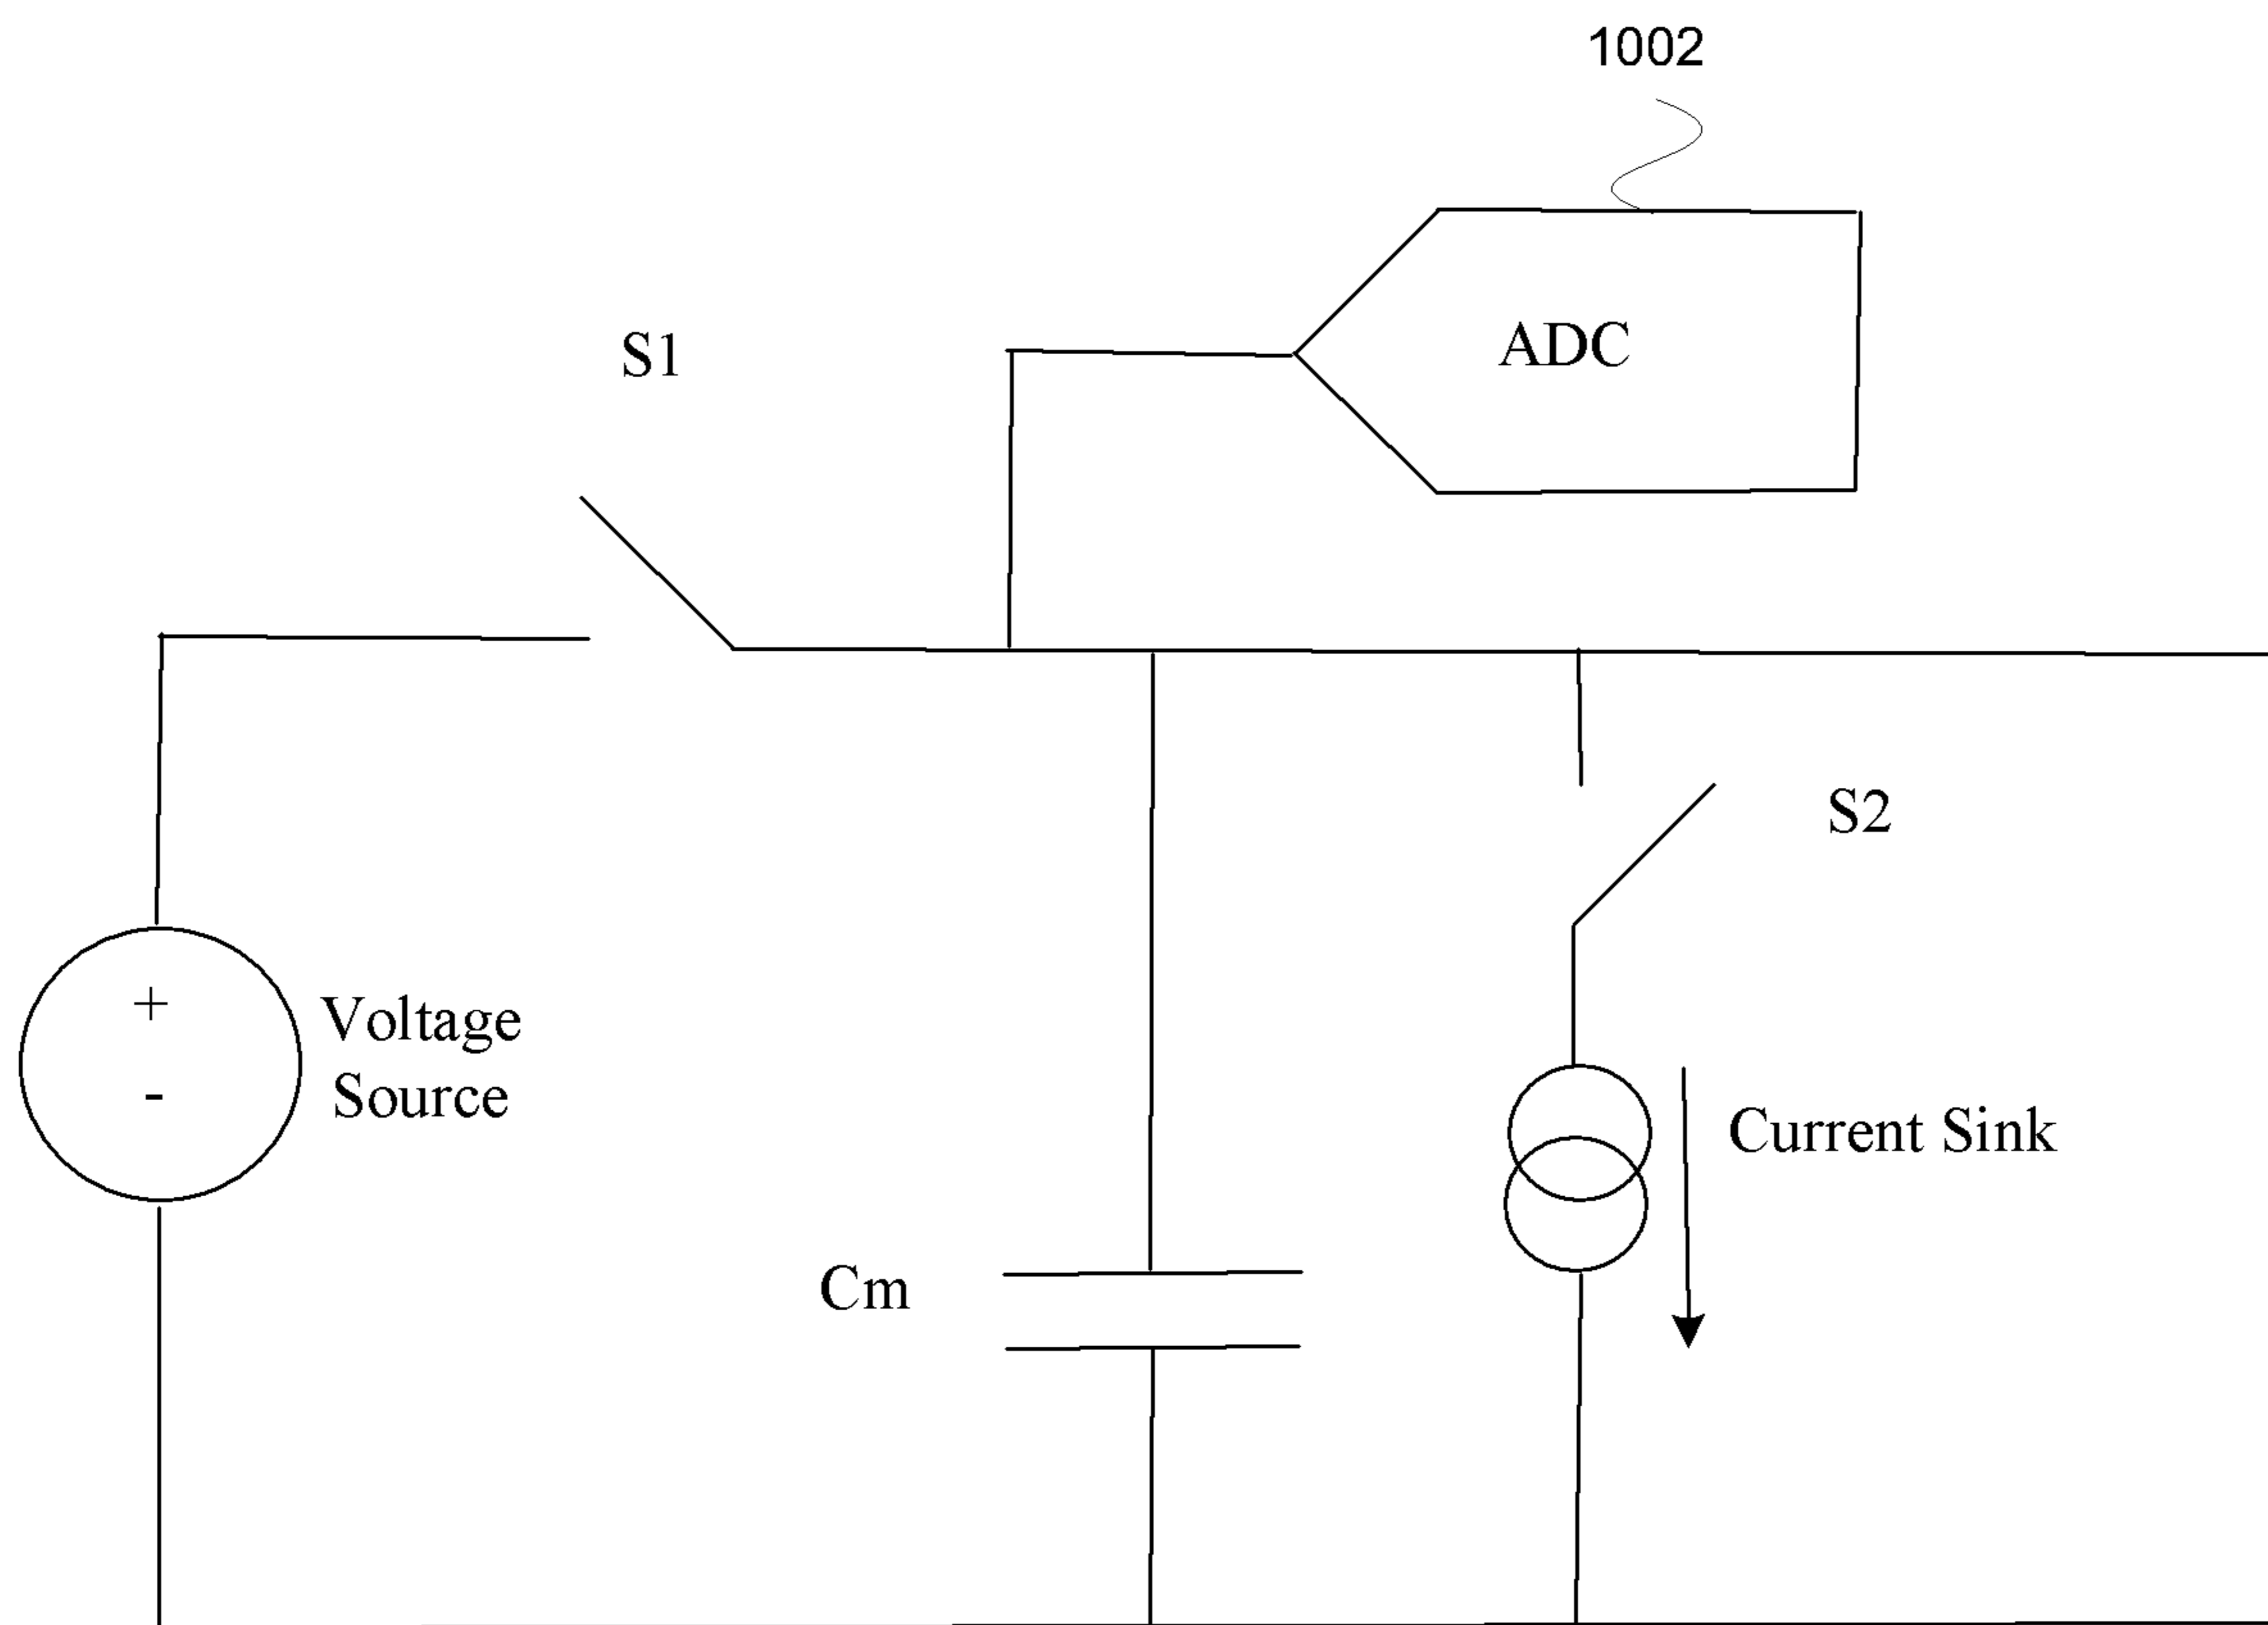 1002
ADC
S1
S2
+
-
Voltage
Source
Current Sink
Cm